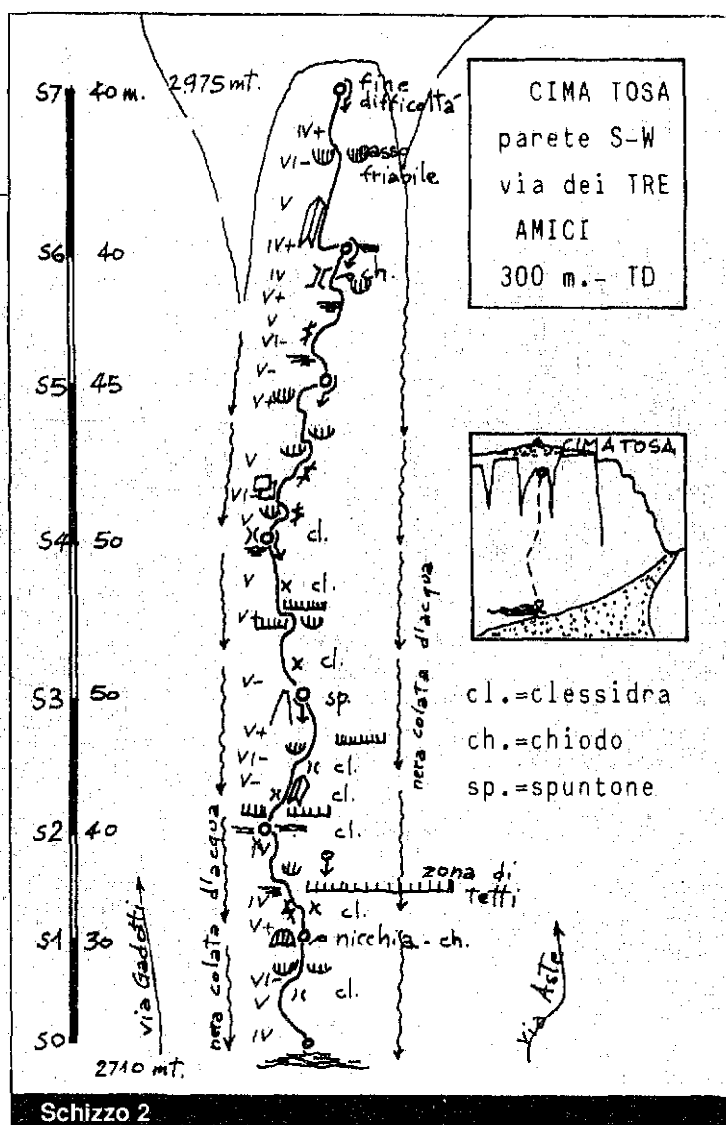 S7 40 m. 2975 mt. fine
difficoltà
IV+
VI- passo
friabile
V
S6 40 IV+
IV ch.
V+
V
VI-
V-
S5 45
V+
V
VI-
V
S4 50 cl.
V cl.
V+
cl.
V-
S3 50 sp.
V+
VI-
cl.
V-
cl.
S2 40 cl.
IV
zona di
tetti
IV cl.
V+
S1 30 nicchia - ch.
VI-
V cl.
S0 IV
2710 mt.
via Gadotti
nera colata d'acqua
nera colata d'acqua
via Aste
CIMA TOSA
parete S-W
via dei TRE
AMICI
300 m.- TD
CIMA TOSA
cl.=clessidra
ch.=chiodo
sp.=spuntone
Schizzo 2